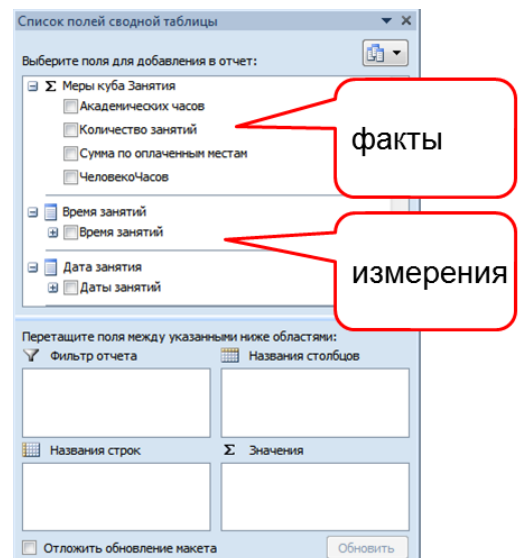 Список полей сводной таблицы
Выберите поля для добавления в отчет:
Σ Меры куба Занятия
Академических часов
Количество занятий
Сумма по оплаченным местам
ЧеловекоЧасов
факты
Время занятий
Время занятий
измерения
Дата занятия
Даты занятий
Перетащите поля между указанными ниже областями:
Фильтр отчета
Названия столбцов
Названия строк
Σ Значения
Отложить обновление макета
Обновить